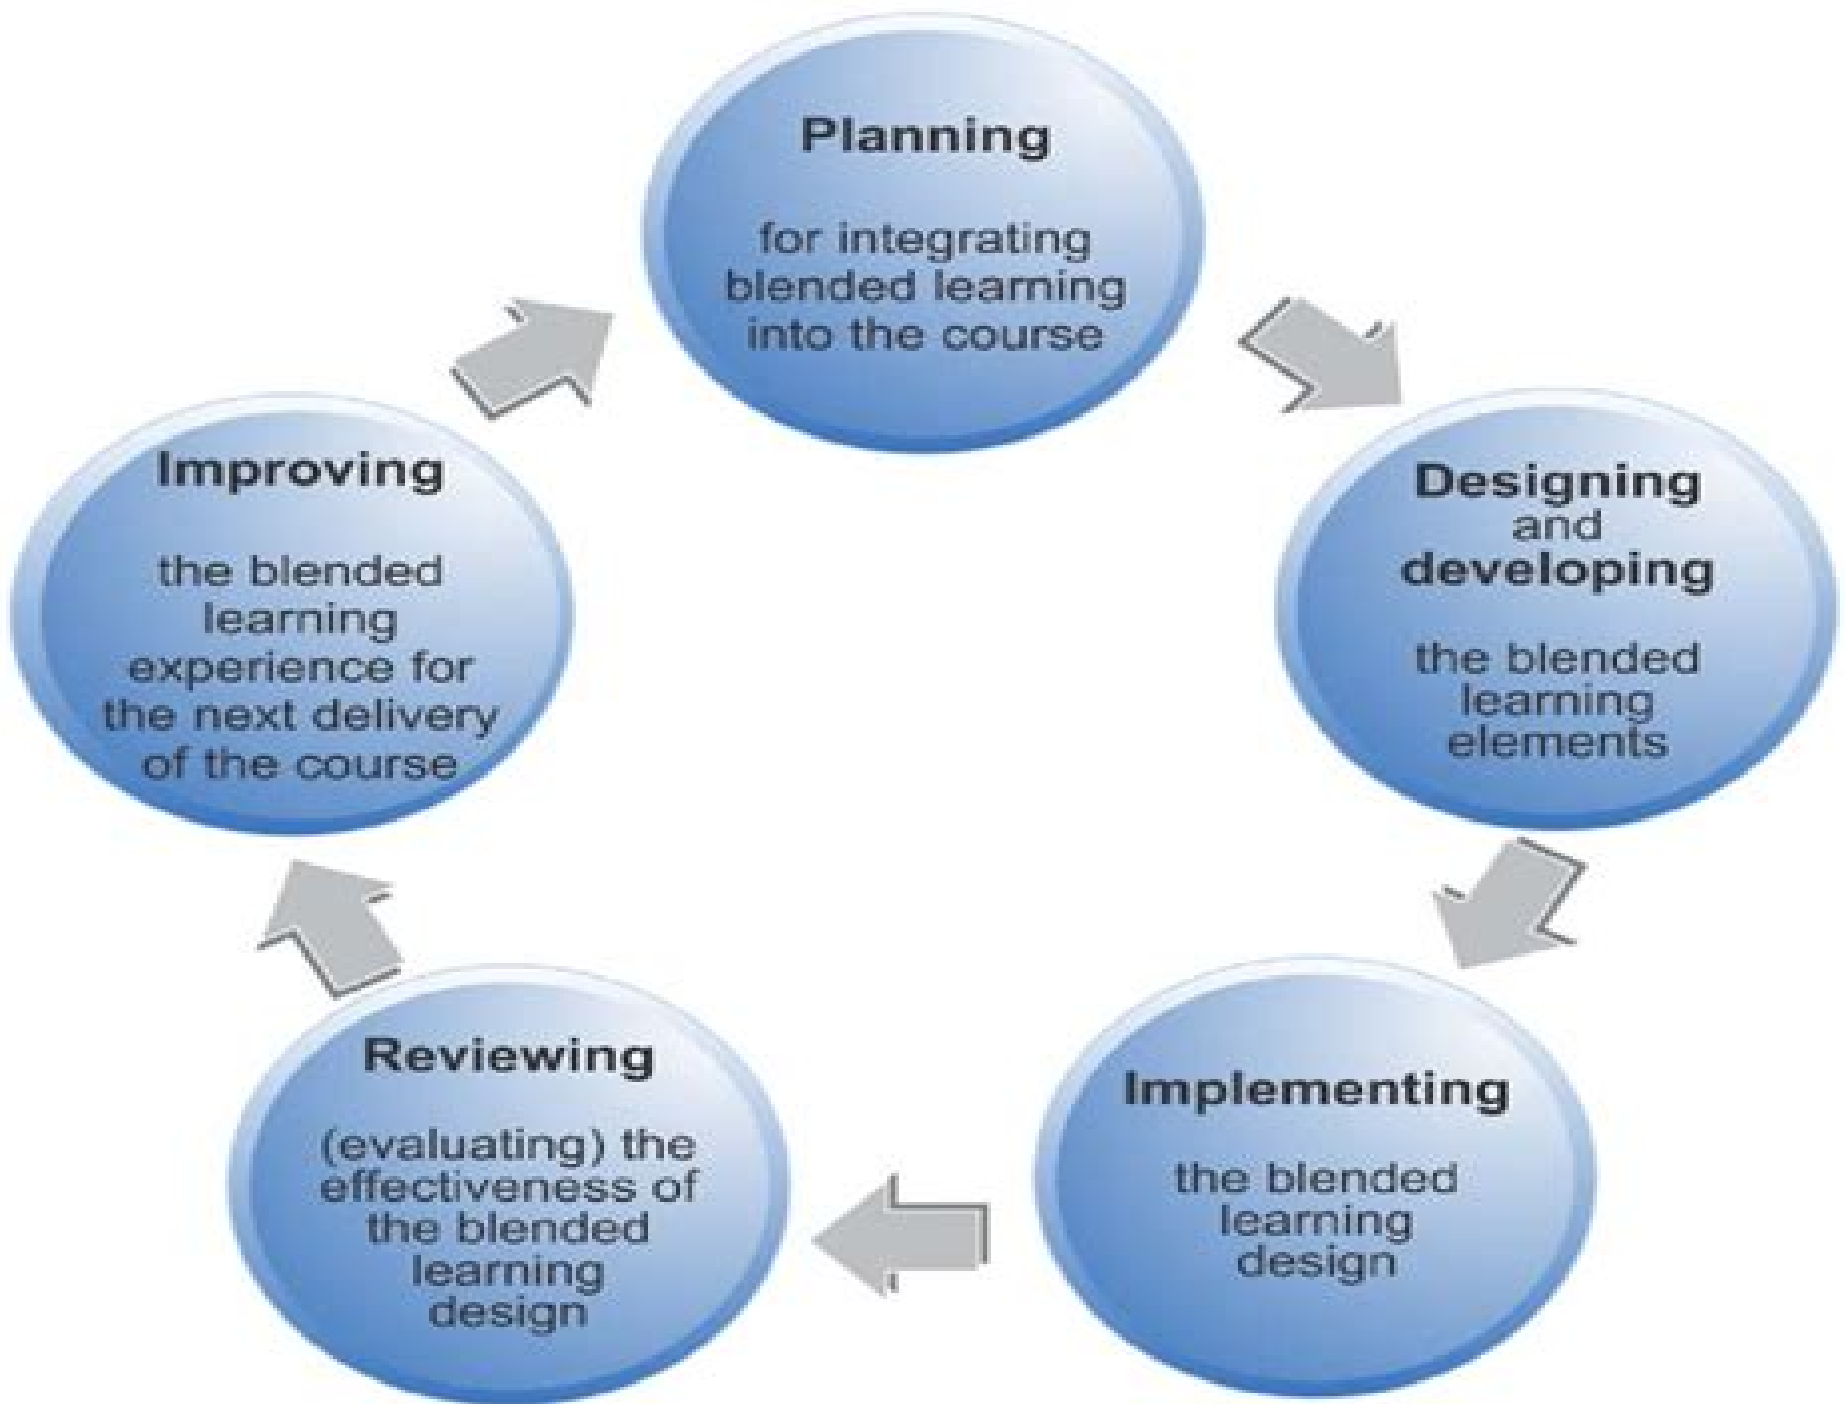 Planning
for integrating
blended learning
into the course
Designing
and
developing
the blended
learning
elements
Implementing
the blended
learning
design
Reviewing
(evaluating) the
effectiveness of
the blended
learning
design
Improving
the blended
learning
experience for
the next delivery
of the course